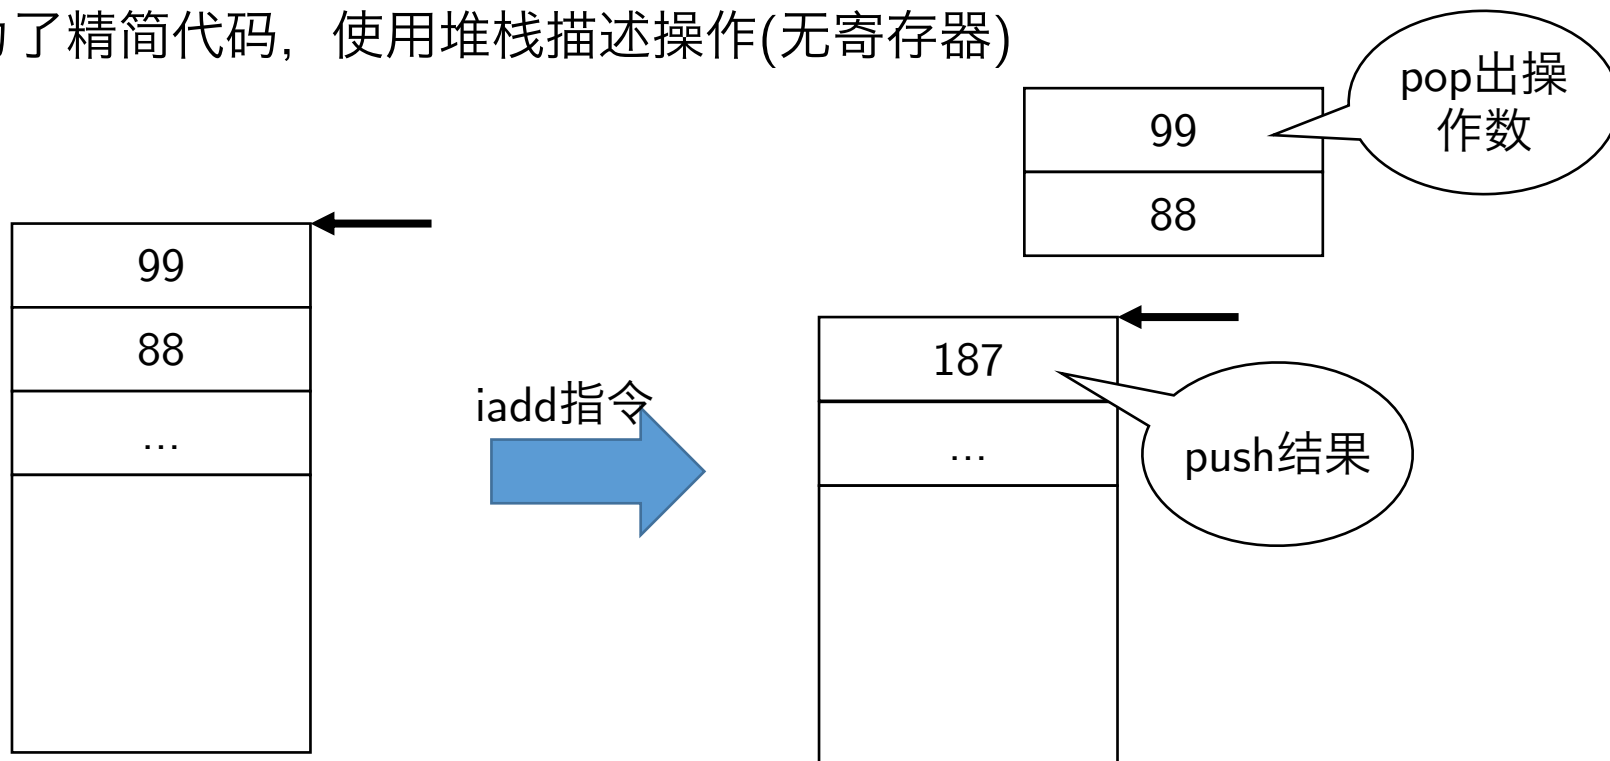 了精简代码，使用堆栈描述操作(无寄存器)
pop出操
作数
99
88
99
88
...
iadd指令
187
...
push结果